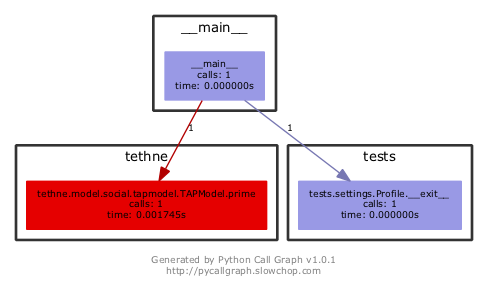 __main__
__main__
calls: 1
time: 0.000000s
1
1
tethne
tests
tethne.model.social.tapmodel.TAPModel.prime
calls: 1
time: 0.001745s
tests.settings.Profile.__exit__
calls: 1
time: 0.000000s
Generated by Python Call Graph v1.0.1
http://pycallgraph.slowchop.com